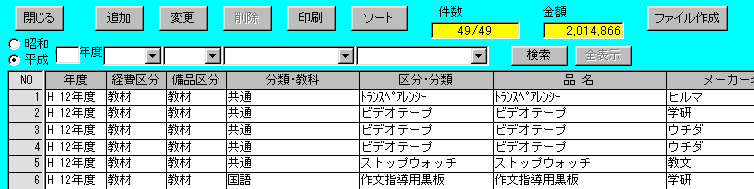 閉じる 追加 変更 削除 印刷 ソート 件数 金額 ファイル作成
49/49 2,014,866
昭和
平成 年度 検索 全表示
NO 年度 経費区分 備品区分 分類・教科 区分・分類 品 名 メーカー名
1 H 12年度 教材 教材 共通 ﾄﾗﾝｽﾍﾟｱﾚﾝｼｰ ﾄﾗﾝｽﾍﾟｱﾚﾝｼｰ ヒルマ
2 H 12年度 教材 教材 共通 ビデオテープ ビデオテープ 学研
3 H 12年度 教材 教材 共通 ビデオテープ ビデオテープ ウチダ
4 H 12年度 教材 教材 共通 ビデオテープ ビデオテープ ウチダ
5 H 12年度 教材 教材 共通 ストップウォッチ ストップウォッチ 教文
6 H 12年度 教材 教材 国語 作文指導用黒板 作文指導用黒板 学研